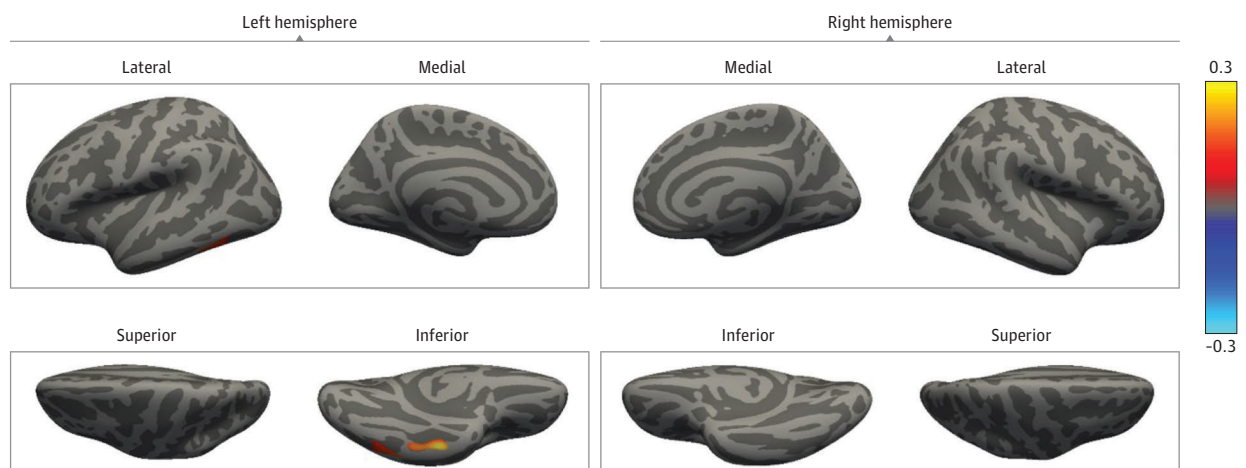 Left hemisphere Right hemisphere
Lateral Medial Medial Lateral
0.3
-0.3
Superior Inferior Inferior Superior